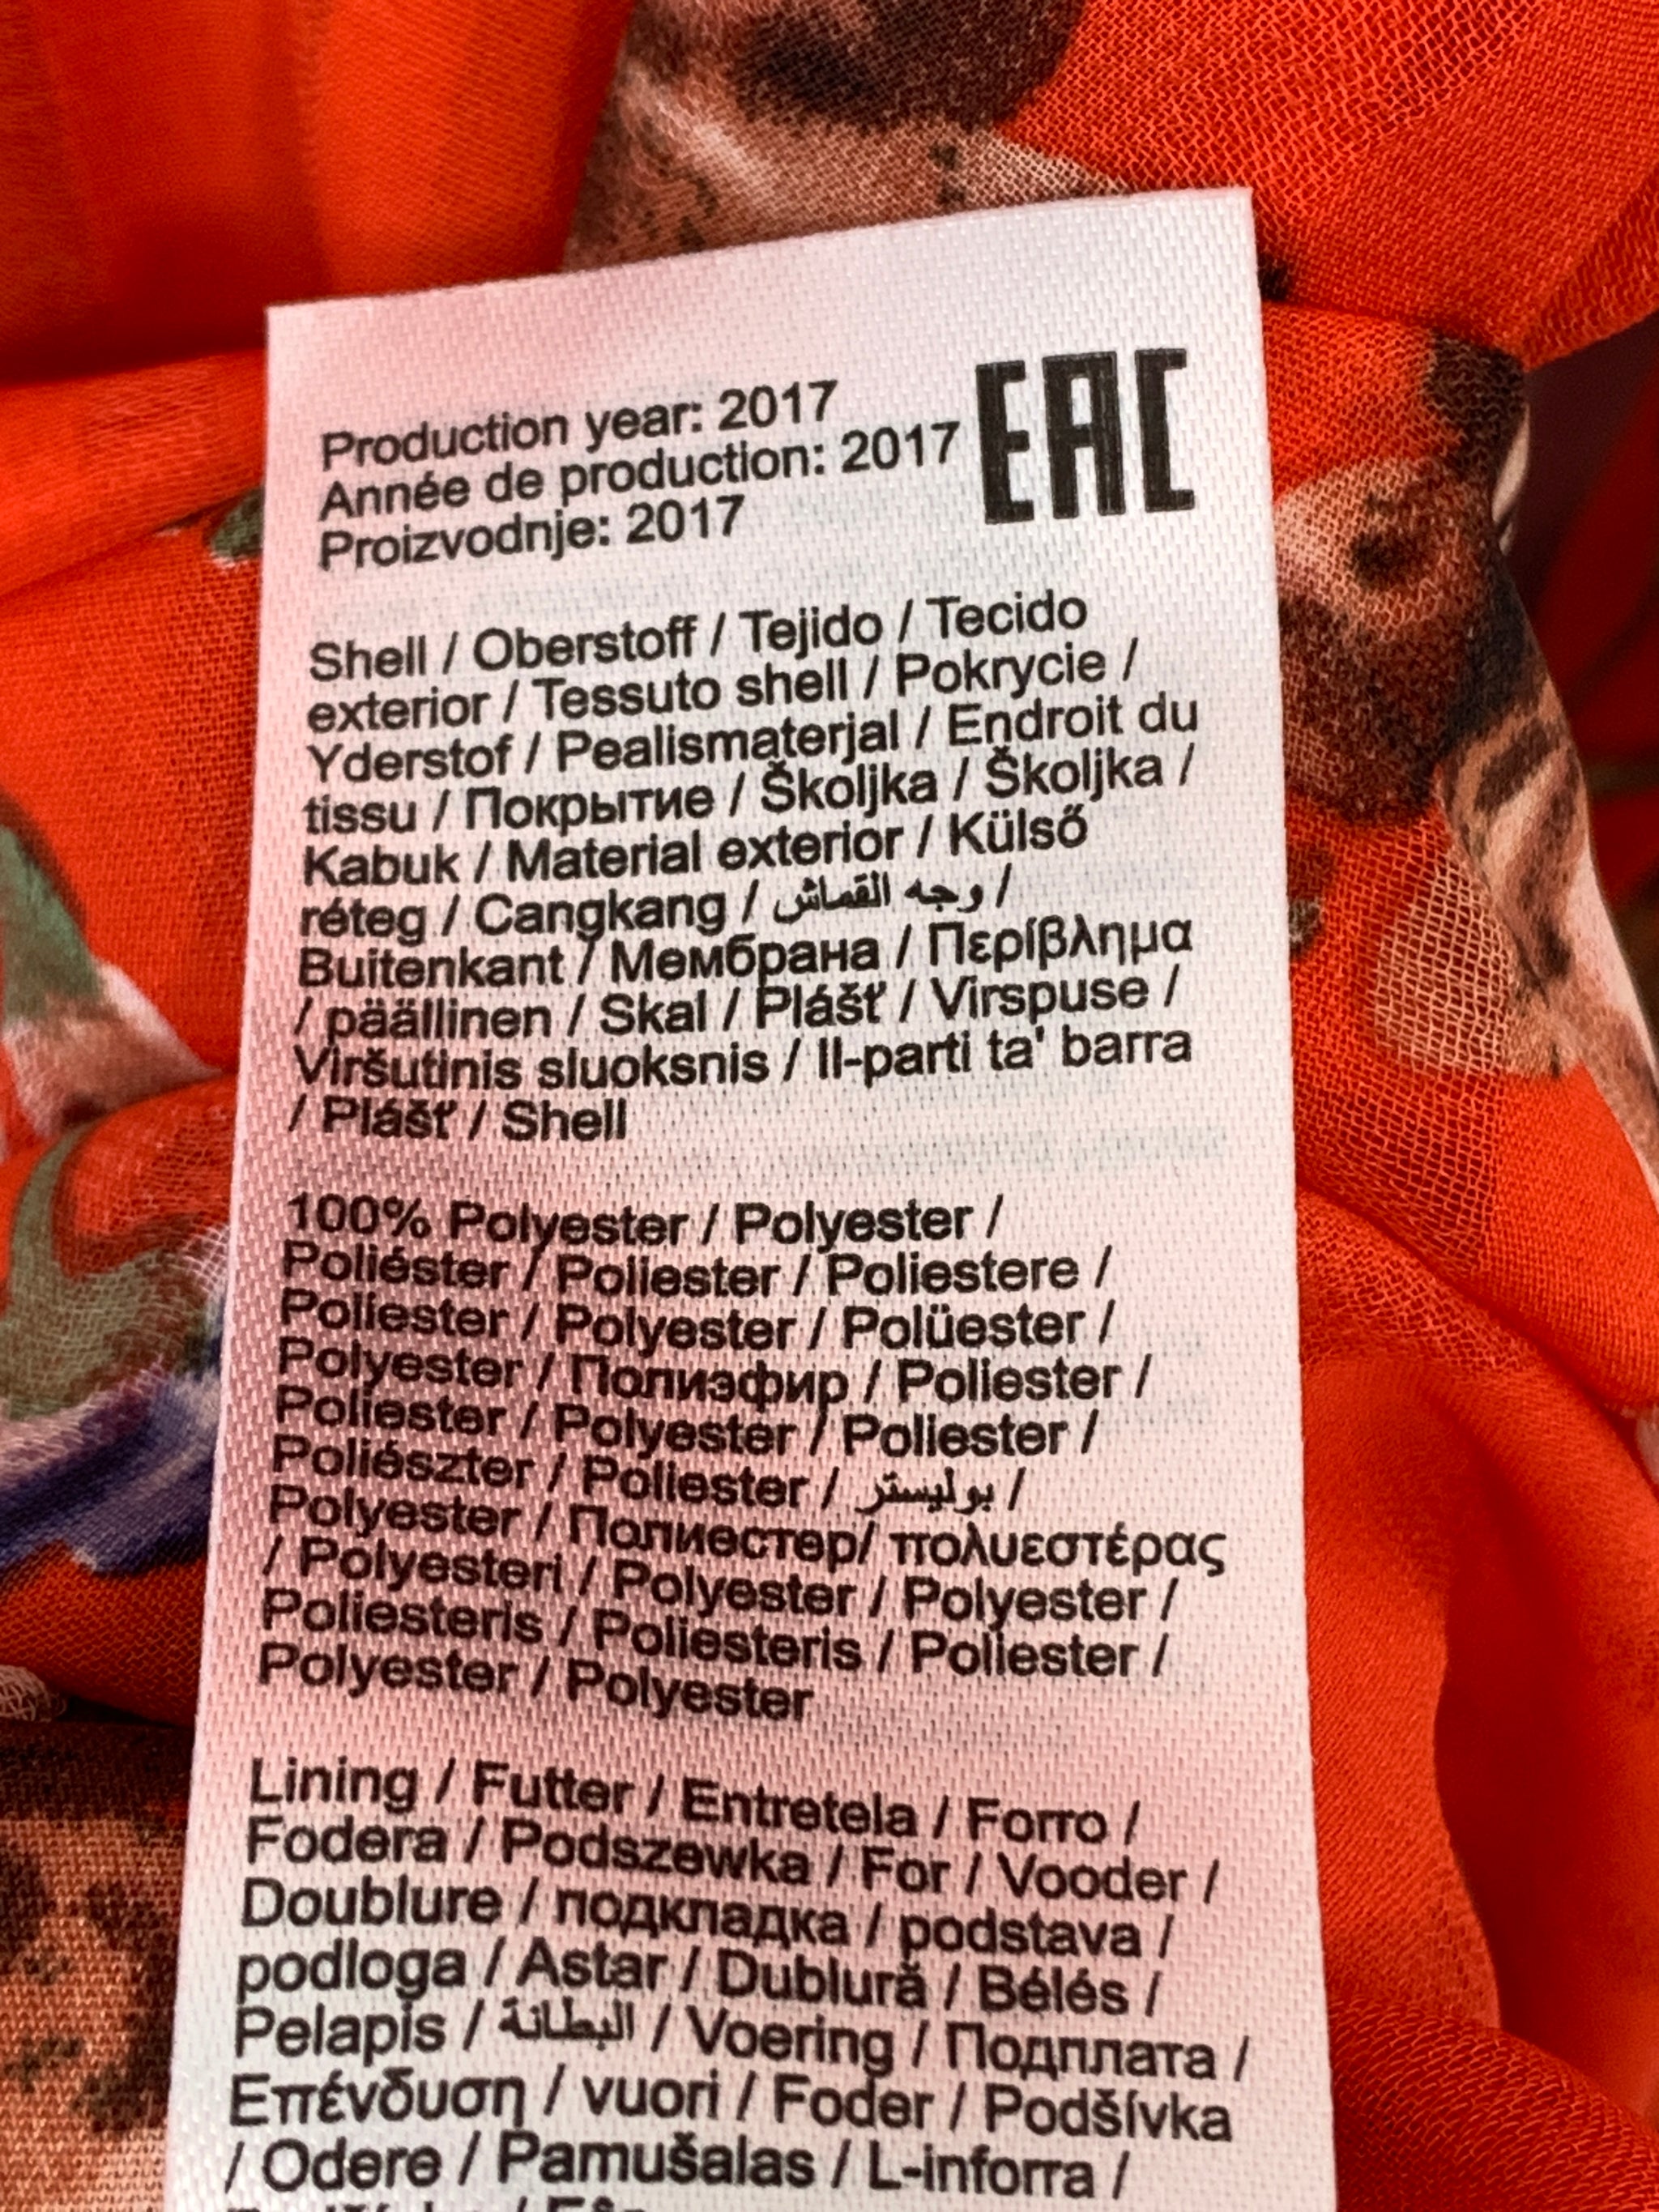 Production year: 2017
Année de production: 2017
Proizvodnje: 2017
EAC
Shell / Oberstoff / Tejido / Tecido
exterior / Tessuto shell / Pokrycie /
Yderstof / Pealismaterjal / Endroit du
tissu / Покрытие / Školjka / Školjka /
Kabuk / Material exterior / Külső
réteg / Cangkang / وجه القماش /
Buitenkant / Мембрана / Περίβλημα
/ päällinen / Skal / Plášť / Virspuse /
Viršutinis sluoksnis / Il-parti ta' barra
/ Plášť / Shell
100% Polyester / Polyester /
Poliéster / Poliester / Poliestere /
Poliester / Polyester / Polüester /
Polyester / Полиэфир / Poliester /
Poliester / Polyester / Poliester /
Poliészter / Poliester / بوليستر /
Polyester / Полиестер/ πολυεστέρας
/ Polyesteri / Polyester / Polyester /
Poliesteris / Poliesteris / Poliester /
Polyester / Polyester
Lining / Futter / Entretela / Forro /
Fodera / Podszewka / For / Vooder /
Doublure / подкладка / podstava /
podloga / Astar / Dublură / Bélés /
Pelapis / البطانة / Voering / Подплата /
Επένδυση / vuori / Foder / Podšívka
/ Odere / Pamušalas / L-inforra /